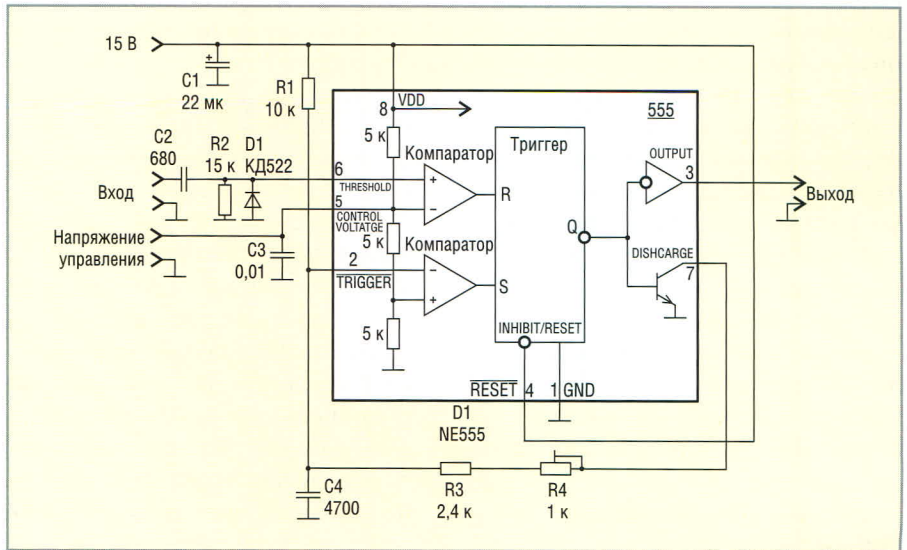 15 В
C1
22 мк
R1
10 к
8
VDD
555
5 к
C2
680
R2
15 к
D1
КД522
Компаратор
Триггер
OUTPUT
3
6
THRESHOLD
+
−
R
Вход
5
CONTROL
VOLTATGE
Выход
Напряжение
управления
5 к
Компаратор
Q
DISHCARGE
7
C3
0,01
2
TRIGGER
−
+
S
5 к
INHIBIT/RESET
RESET
4
1
GND
D1
NE555
C4
4700
R3
2,4 к
R4
1 к